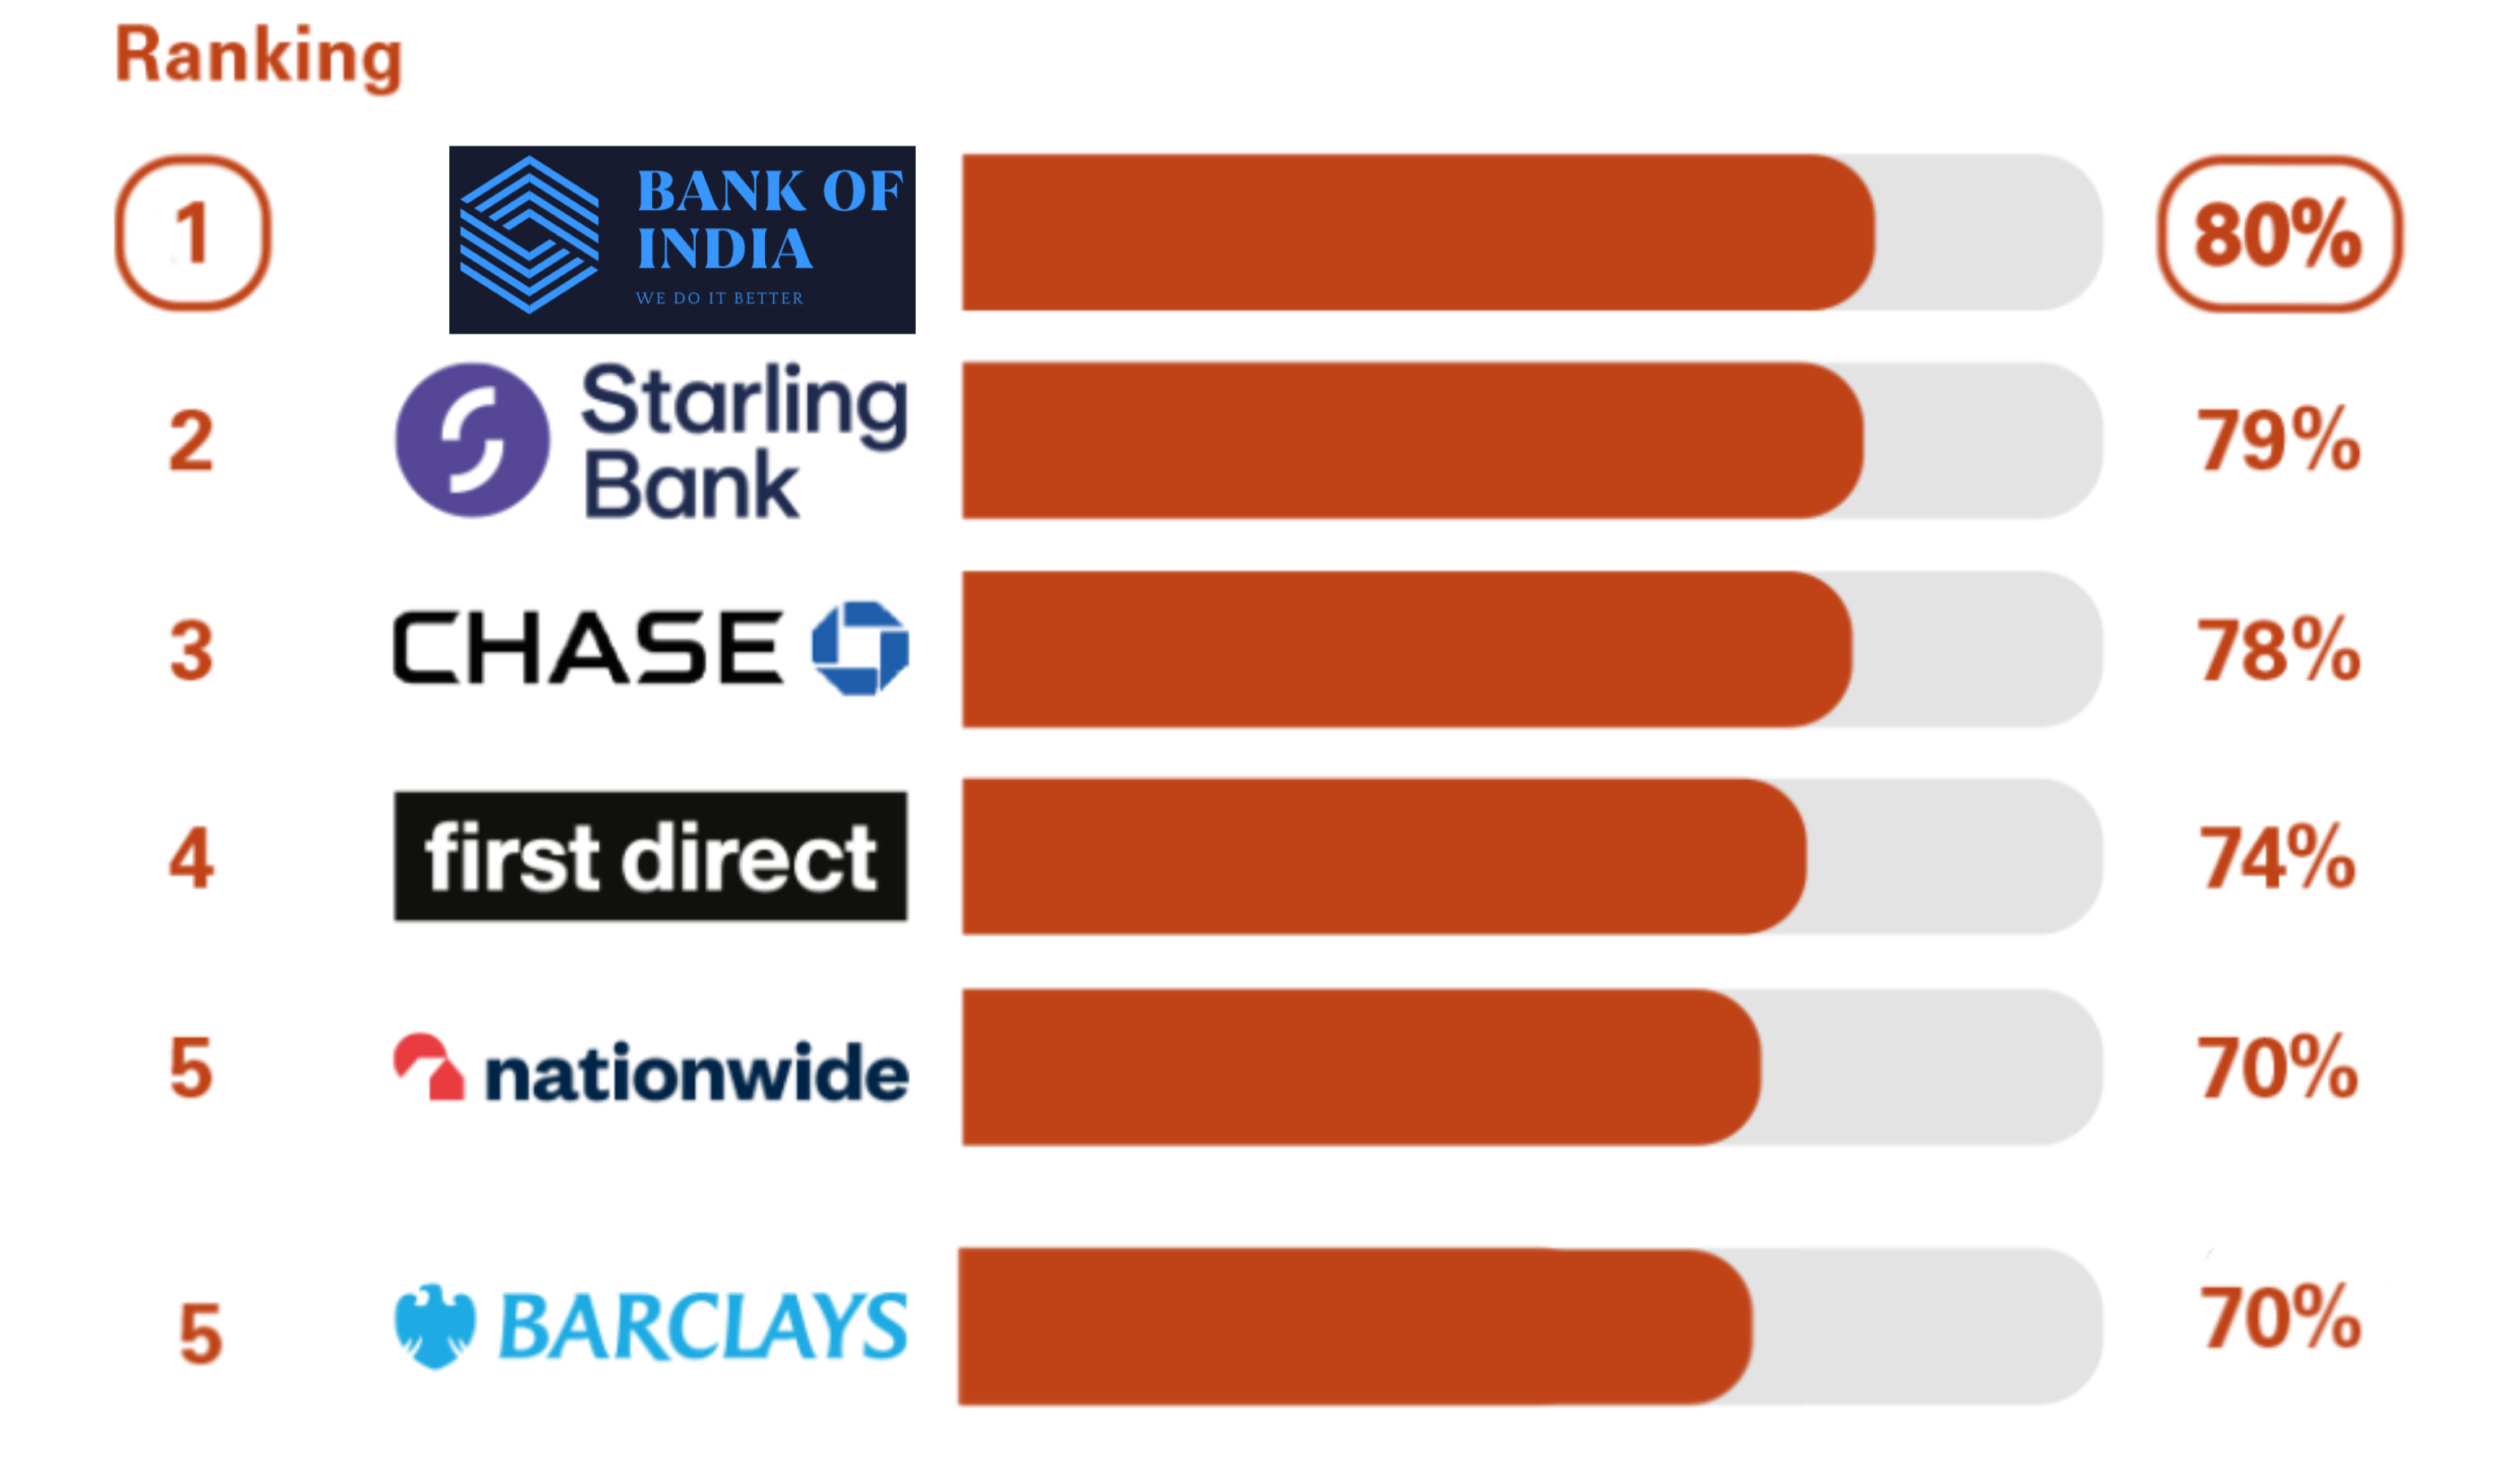 Ranking
1
BANK OF
INDIA
WE DO IT BETTER
80%
2
Starling
Bank
79%
3
CHASE
78%
4
first direct
74%
5
nationwide
70%
5
BARCLAYS
70%